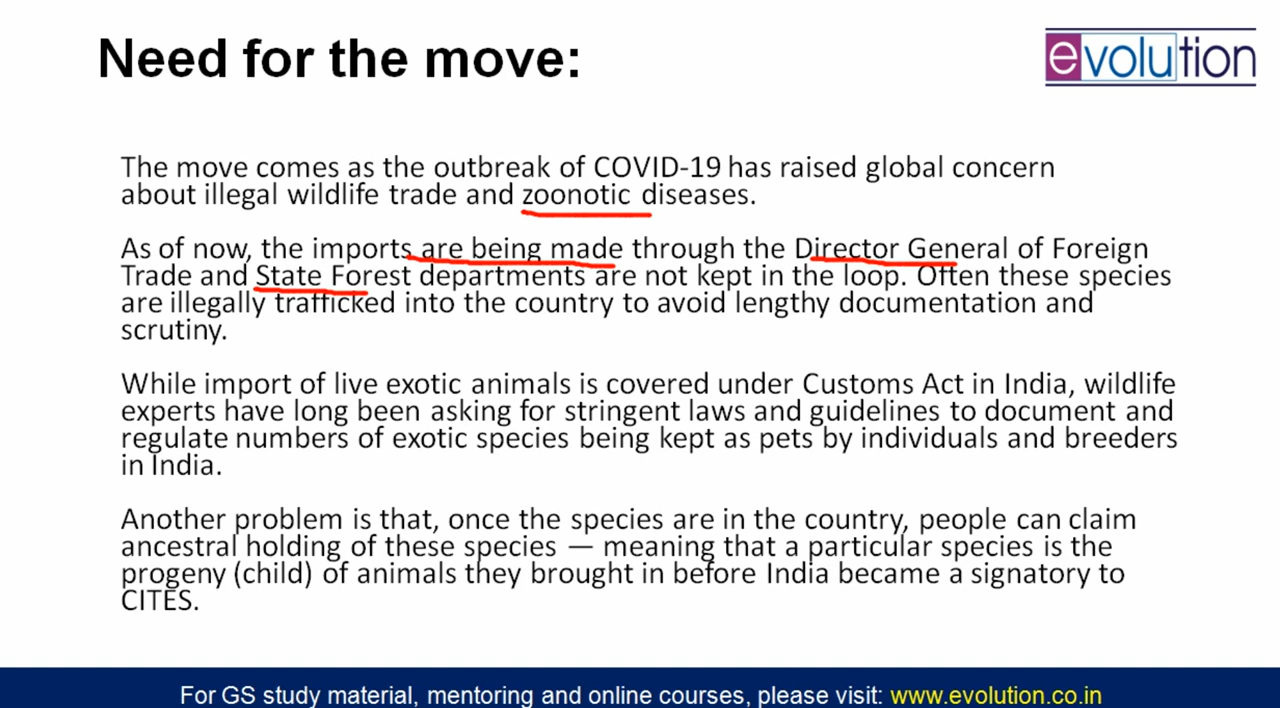 Need for the move:
evolution
The move comes as the outbreak of COVID-19 has raised global concern
about illegal wildlife trade and zoonotic diseases.
As of now, the imports are being made through the Director General of Foreign
Trade and State Forest departments are not kept in the loop. Often these species
are illegally trafficked into the country to avoid lengthy documentation and
scrutiny.
While import of live exotic animals is covered under Customs Act in India, wildlife
experts have long been asking for stringent laws and guidelines to document and
regulate numbers of exotic species being kept as pets by individuals and breeders
in India.
Another problem is that, once the species are in the country, people can claim
ancestral holding of these species — meaning that a particular species is the
progeny (child) of animals they brought in before India became a signatory to
CITES.
For GS study material, mentoring and online courses, please visit: www.evolution.co.in